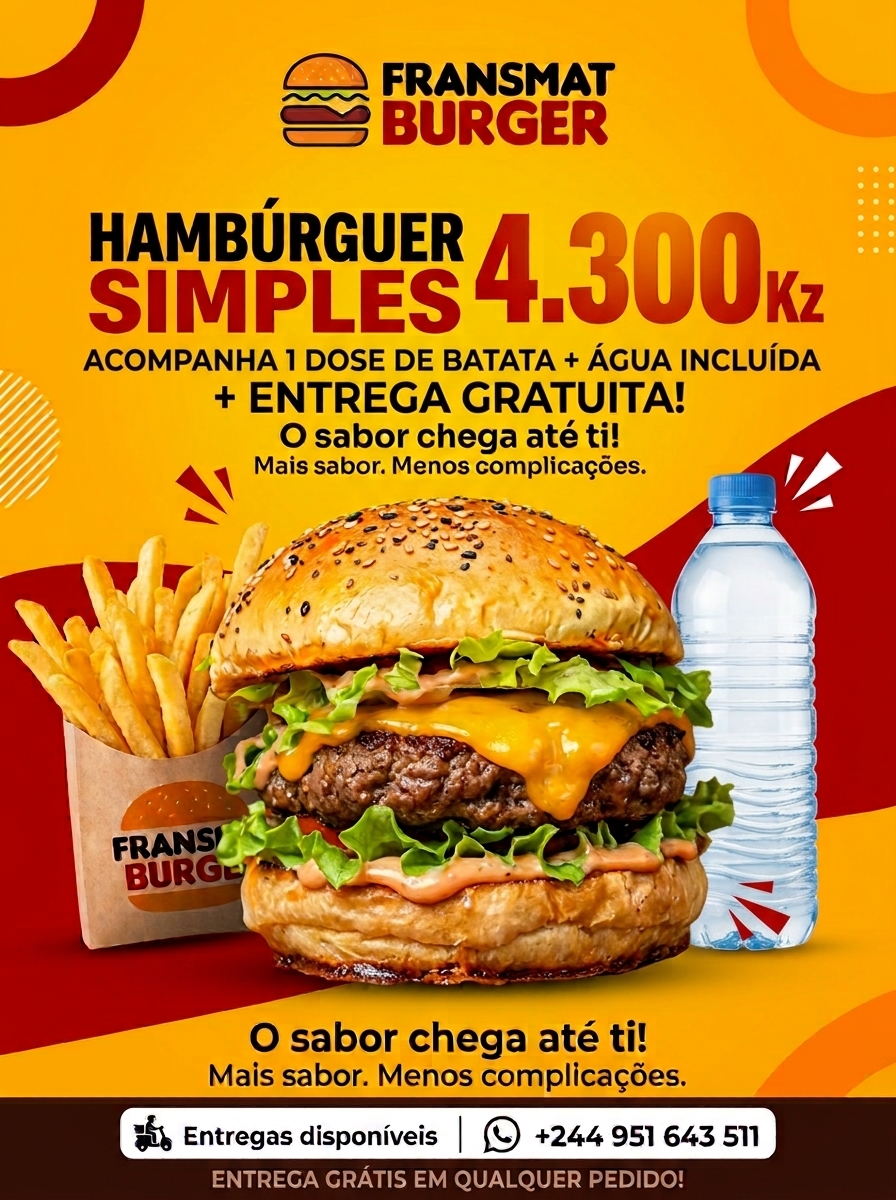 FRANSMAT
BURGER
HAMBÚRGUER
SIMPLES
4.300Kz
ACOMPANHA 1 DOSE DE BATATA + ÁGUA INCLUÍDA
+ ENTREGA GRATUITA!
O sabor chega até ti!
Mais sabor. Menos complicações.
O sabor chega até ti!
Mais sabor. Menos complicações.
Entregas disponíveis
+244 951 643 511
ENTREGA GRÁTIS EM QUALQUER PEDIDO!